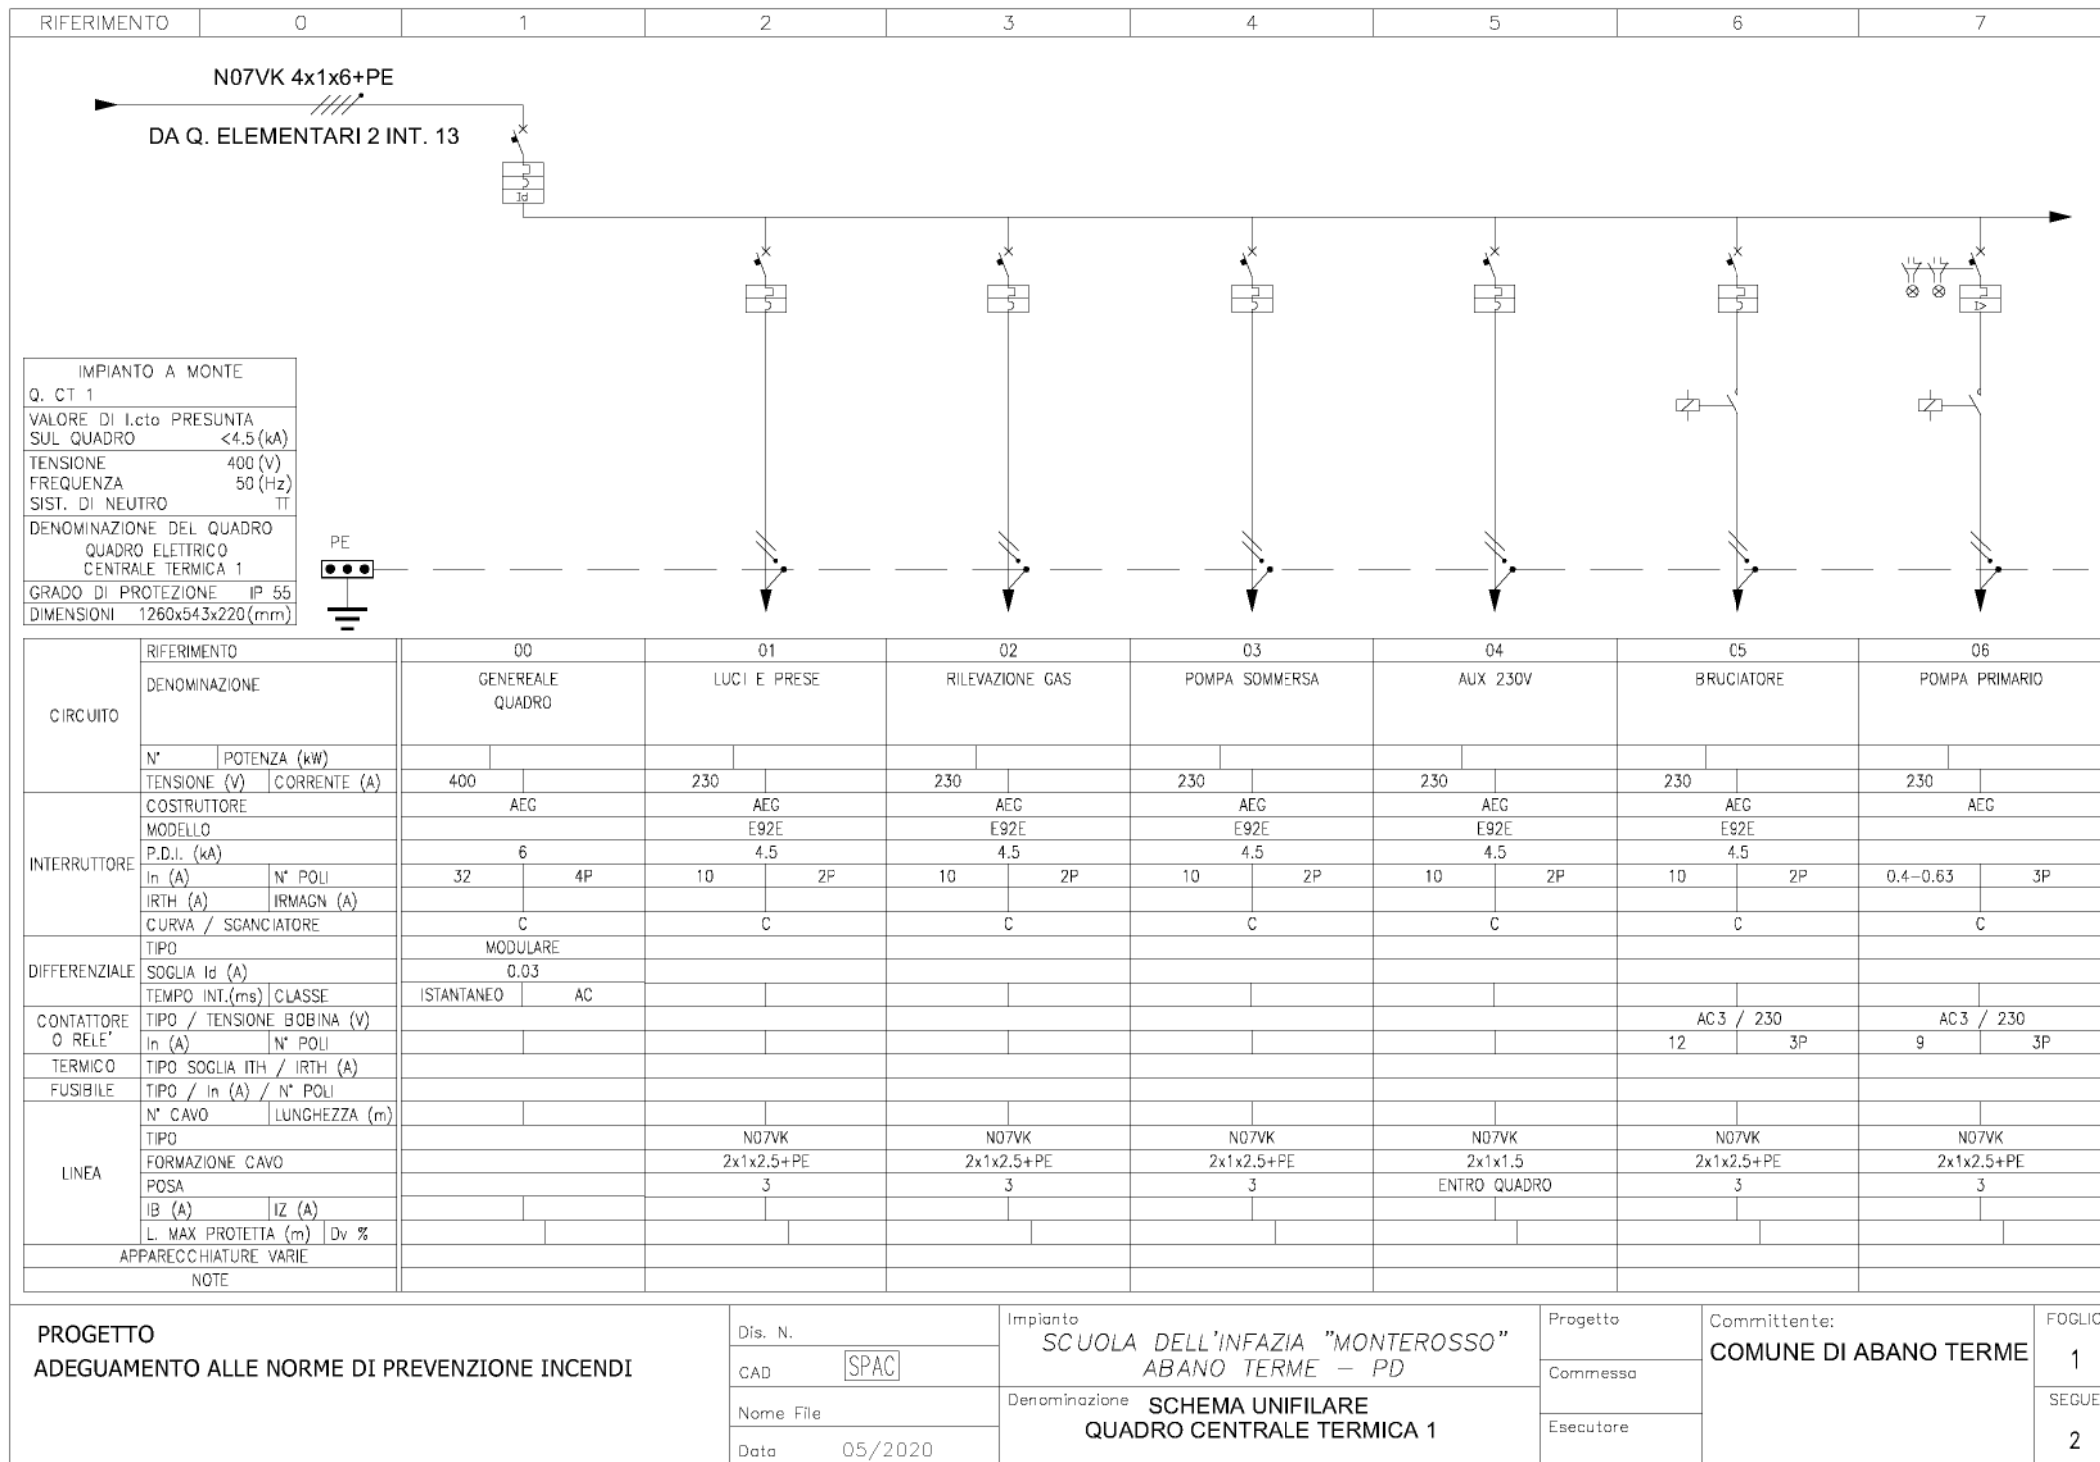 RIFERIMENTO 0 1 2 3 4 5 6 7
N07VK 4x1x6+PE
DA Q. ELEMENTARI 2 INT. 13
Id
I>
IMPIANTO A MONTE
Q. CT 1
VALORE DI I.cto PRESUNTA
SUL QUADRO <4.5(kA)
TENSIONE 400(V)
FREQUENZA 50(Hz)
SIST. DI NEUTRO TT
DENOMINAZIONE DEL QUADRO
QUADRO ELETTRICO
CENTRALE TERMICA 1
GRADO DI PROTEZIONE IP 55
DIMENSIONI 1260x543x220(mm)
PE
RIFERIMENTO 00 01 02 03 04 05 06
CIRCUITO
DENOMINAZIONE GENEREALE LUCI E PRESE RILEVAZIONE GAS POMPA SOMMERSA AUX 230V BRUCIATORE POMPA PRIMARIO
QUADRO
N° POTENZA (kW)
TENSIONE (V) CORRENTE (A) 400 230 230 230 230 230 230
INTERRUTTORE
COSTRUTTORE AEG AEG AEG AEG AEG AEG AEG
MODELLO E92E E92E E92E E92E E92E
P.D.I. (kA) 6 4.5 4.5 4.5 4.5 4.5
In (A) N° POLI 32 4P 10 2P 10 2P 10 2P 10 2P 10 2P 0.4-0.63 3P
IRTH (A) IRMAGN (A)
CURVA / SGANCIATORE C C C C C C C
DIFFERENZIALE
TIPO MODULARE
SOGLIA Id (A) 0.03
TEMPO INT.(ms) CLASSE ISTANTANEO AC
CONTATTORE
O RELE'
TIPO / TENSIONE BOBINA (V) AC3 / 230 AC3 / 230
In (A) N° POLI 12 3P 9 3P
TERMICO TIPO SOGLIA ITH / IRTH (A)
FUSIBILE TIPO / In (A) / N° POLI
LINEA
N° CAVO LUNGHEZZA (m)
TIPO N07VK N07VK N07VK N07VK N07VK N07VK
FORMAZIONE CAVO 2x1x2.5+PE 2x1x2.5+PE 2x1x2.5+PE 2x1x1.5 2x1x2.5+PE 2x1x2.5+PE
POSA 3 3 3 ENTRO QUADRO 3 3
IB (A) IZ (A)
L. MAX PROTETTA (m) Dv %
APPARECCHIATURE VARIE
NOTE
PROGETTO
ADEGUAMENTO ALLE NORME DI PREVENZIONE INCENDI
Dis. N.
CAD SPAC
Nome File
Data 05/2020
Impianto
SCUOLA DELL'INFAZIA "MONTEROSSO"
ABANO TERME - PD
Denominazione SCHEMA UNIFILARE
QUADRO CENTRALE TERMICA 1
Progetto
Commessa
Esecutore
Committente:
COMUNE DI ABANO TERME
FOGLIO
1
SEGUE
2